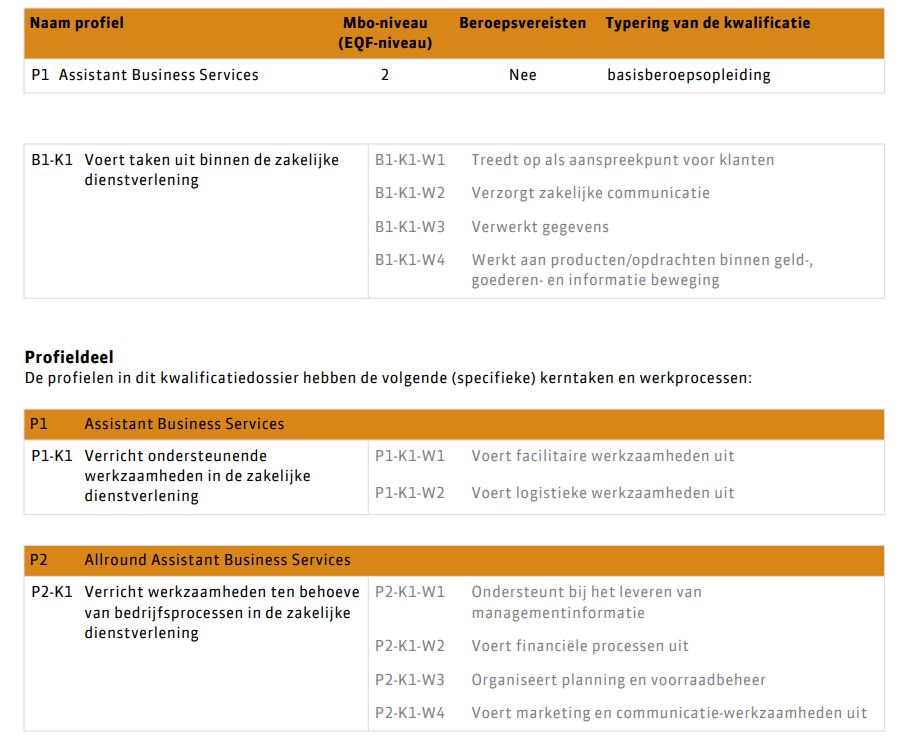 Naam profiel Mbo-niveau (EQF-niveau) Beroepsvereisten Typering van de kwalificatie
P1 Assistant Business Services 2 Nee basisberoepsopleiding
B1-K1 Voert taken uit binnen de zakelijke
dienstverlening
B1-K1-W1 Treedt op als aanspreekpunt voor klanten
B1-K1-W2 Verzorgt zakelijke communicatie
B1-K1-W3 Verwerkt gegevens
B1-K1-W4 Werkt aan producten/opdrachten binnen geld-,
goederen- en informatie beweging
Profieldeel
De profielen in dit kwalificatiedossier hebben de volgende (specifieke) kerntaken en werkprocessen:
P1 Assistant Business Services
P1-K1 Verricht ondersteunende
werkzaamheden in de zakelijke
dienstverlening
P1-K1-W1 Voert facilitaire werkzaamheden uit
P1-K1-W2 Voert logistieke werkzaamheden uit
P2 Allround Assistant Business Services
P2-K1 Verricht werkzaamheden ten behoeve
van bedrijfsprocessen in de zakelijke
dienstverlening
P2-K1-W1 Ondersteunt bij het leveren van
managementinformatie
P2-K1-W2 Voert financiële processen uit
P2-K1-W3 Organiseert planning en voorraadbeheer
P2-K1-W4 Voert marketing en communicatie-werkzaamheden uit